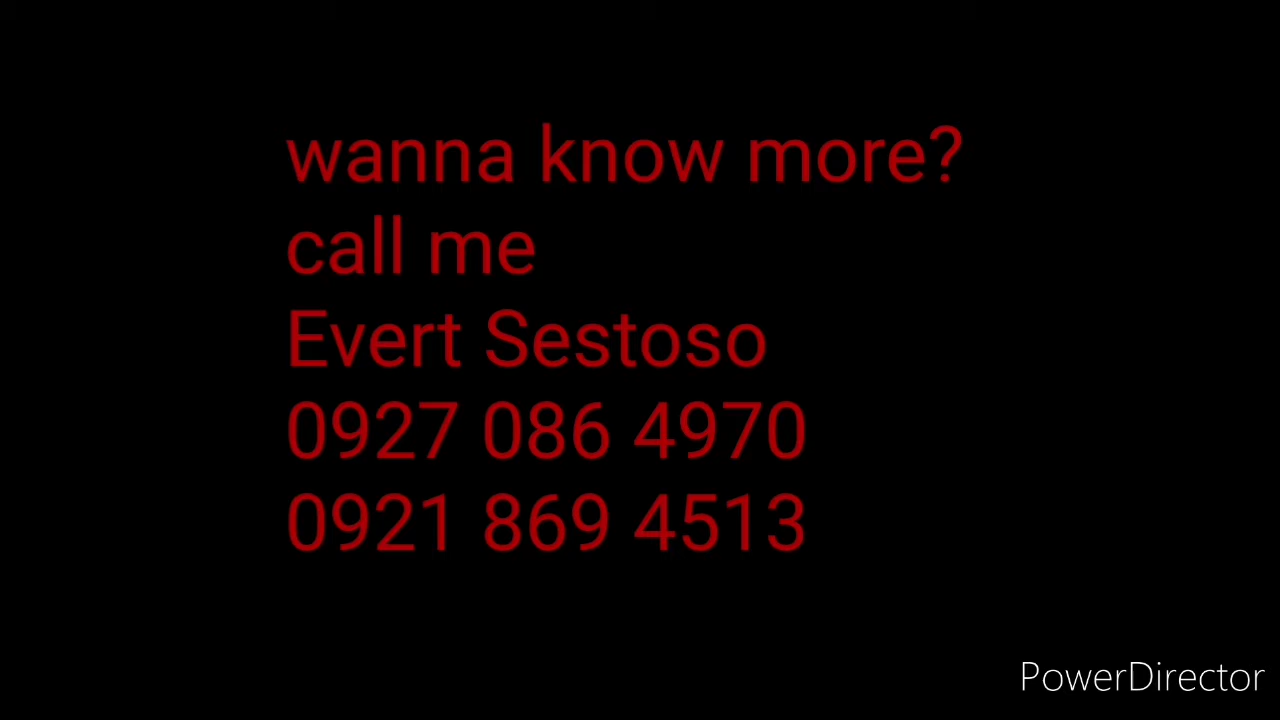 wanna know more?
call me
Evert Sestoso
0927 086 4970
0921 869 4513
PowerDirector